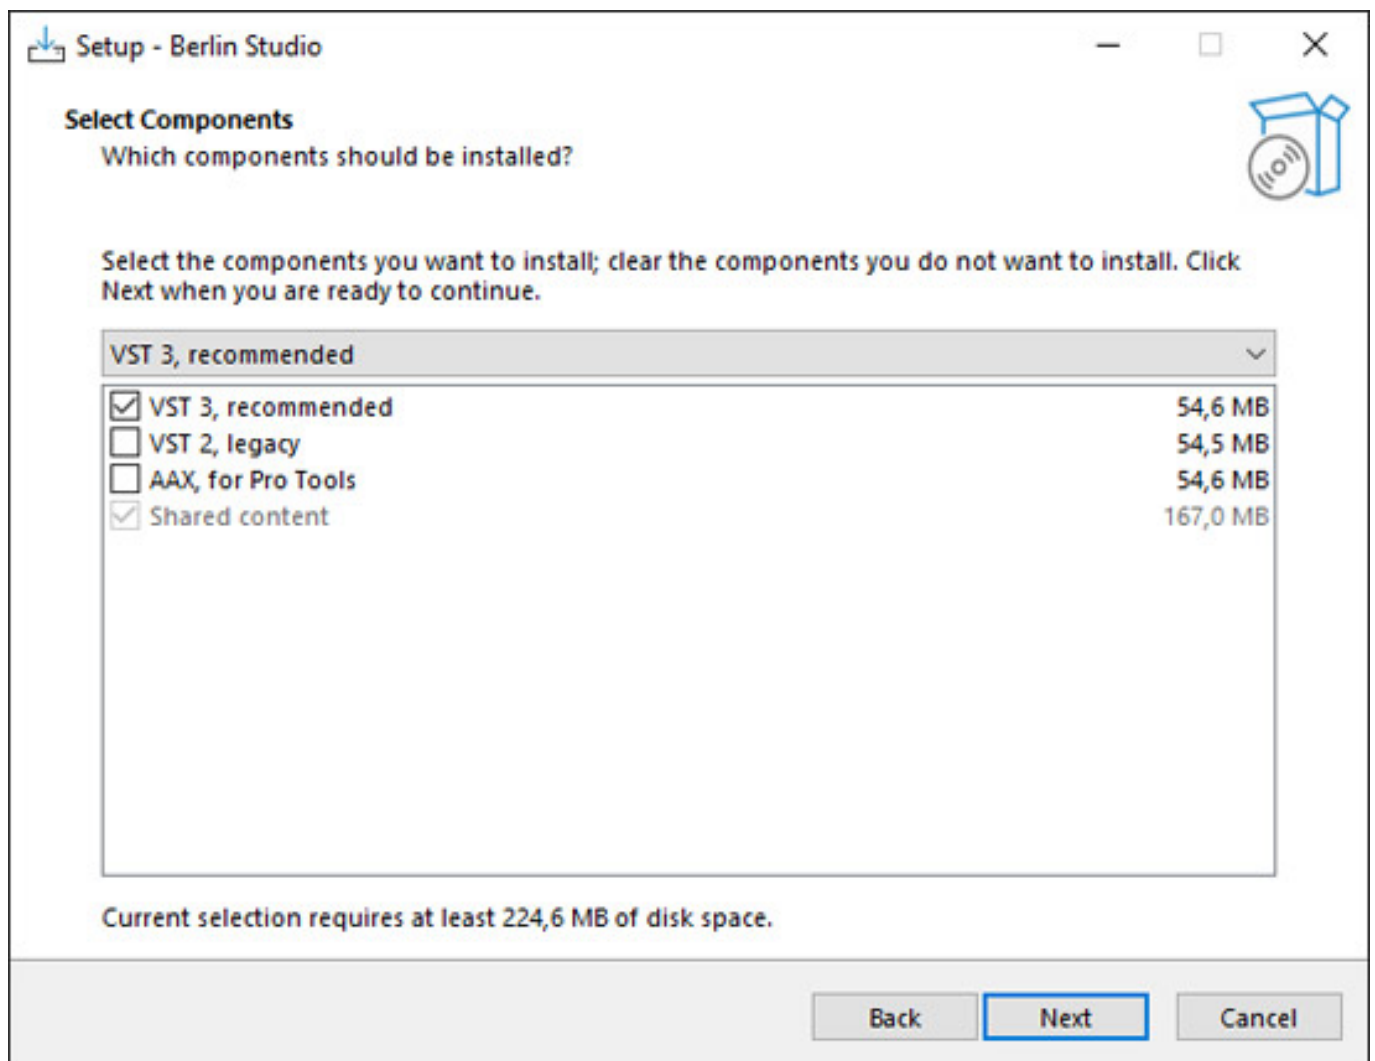 Setup - Berlin Studio
Select Components
Which components should be installed?
Select the components you want to install; clear the components you do not want to install. Click
Next when you are ready to continue.
VST 3, recommended
VST 3, recommended 54,6 MB
VST 2, legacy 54,5 MB
AAX, for Pro Tools 54,6 MB
Shared content 167,0 MB
Current selection requires at least 224,6 MB of disk space.
Back Next Cancel